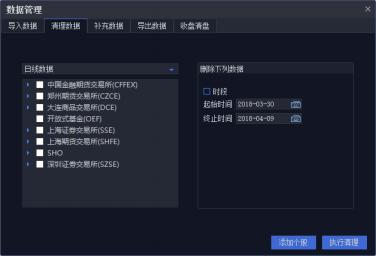 数据管理
导入数据 清理数据 补充数据 导出数据 收盘清盘
日线数据
中国金融期货交易所(CFFEX)
郑州期货交易所(CZCE)
大连商品交易所(DCE)
开放式基金(OEF)
上海证券交易所(SSE)
上海期货交易所(SHFE)
SHO
深圳证券交易所(SZSE)
删除下列数据
时段
起始时间 2018-03-30
终止时间 2018-04-09
添加个股 执行清理